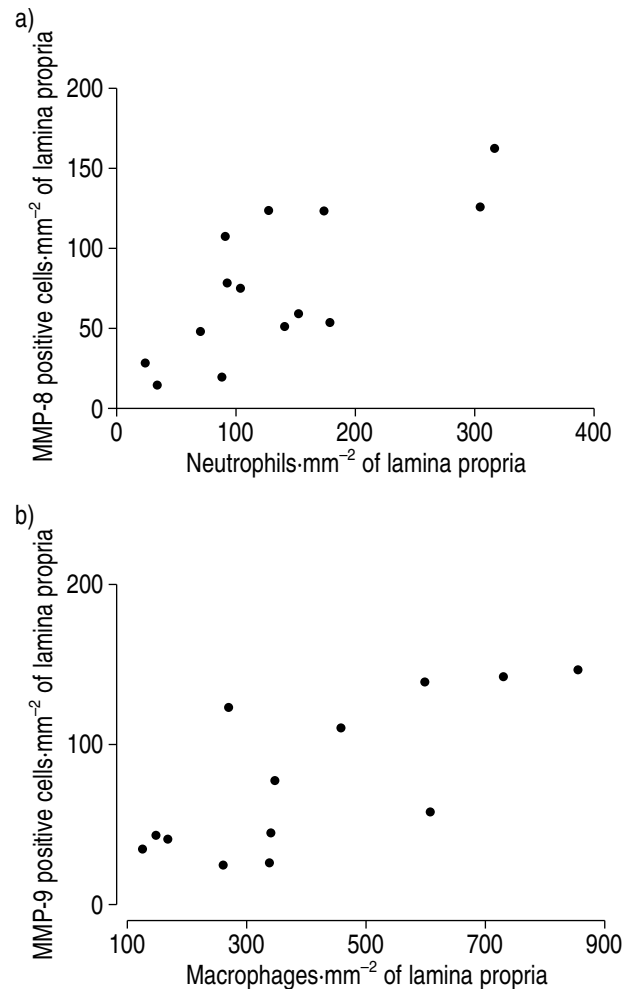 a)
MMP-8 positive cells·mm⁻² of lamina propria
200
150
100
50
0
0 100 200 300 400
Neutrophils·mm⁻² of lamina propria
b)
MMP-9 positive cells·mm⁻² of lamina propria
200
100
0
100 300 500 700 900
Macrophages·mm⁻² of lamina propria